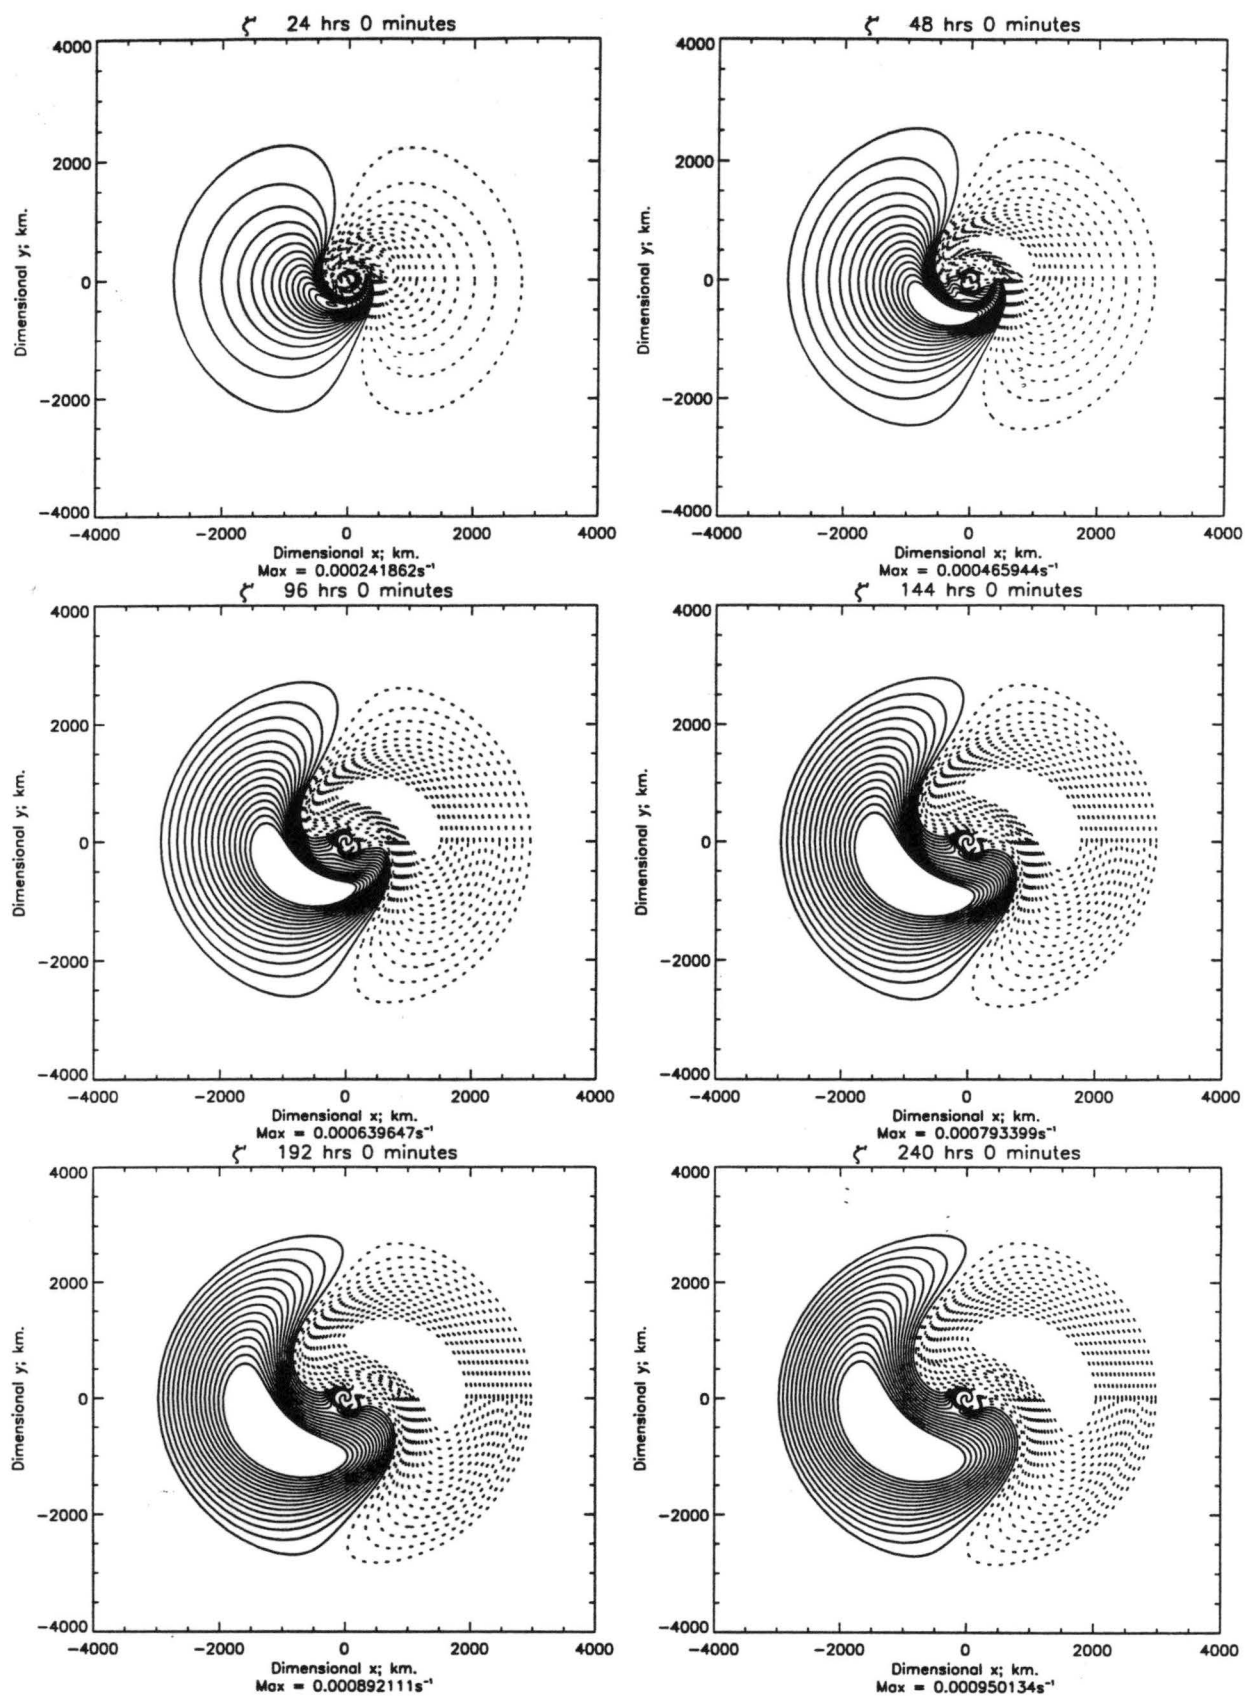 ζ 24 hrs 0 minutes
4000
2000
0
−2000
−4000
Dimensional y; km.
−4000 −2000 0 2000 4000
Dimensional x; km.
Max = 0.000241862s⁻¹
ζ 48 hrs 0 minutes
4000
2000
0
−2000
−4000
Dimensional y; km.
−4000 −2000 0 2000 4000
Dimensional x; km.
Max = 0.000465944s⁻¹
ζ 96 hrs 0 minutes
4000
2000
0
−2000
−4000
Dimensional y; km.
−4000 −2000 0 2000 4000
Dimensional x; km.
Max = 0.000639647s⁻¹
ζ 144 hrs 0 minutes
4000
2000
0
−2000
−4000
Dimensional y; km.
−4000 −2000 0 2000 4000
Dimensional x; km.
Max = 0.000793399s⁻¹
ζ 192 hrs 0 minutes
4000
2000
0
−2000
−4000
Dimensional y; km.
−4000 −2000 0 2000 4000
Dimensional x; km.
Max = 0.000892111s⁻¹
ζ 240 hrs 0 minutes
4000
2000
0
−2000
−4000
Dimensional y; km.
−4000 −2000 0 2000 4000
Dimensional x; km.
Max = 0.000950134s⁻¹